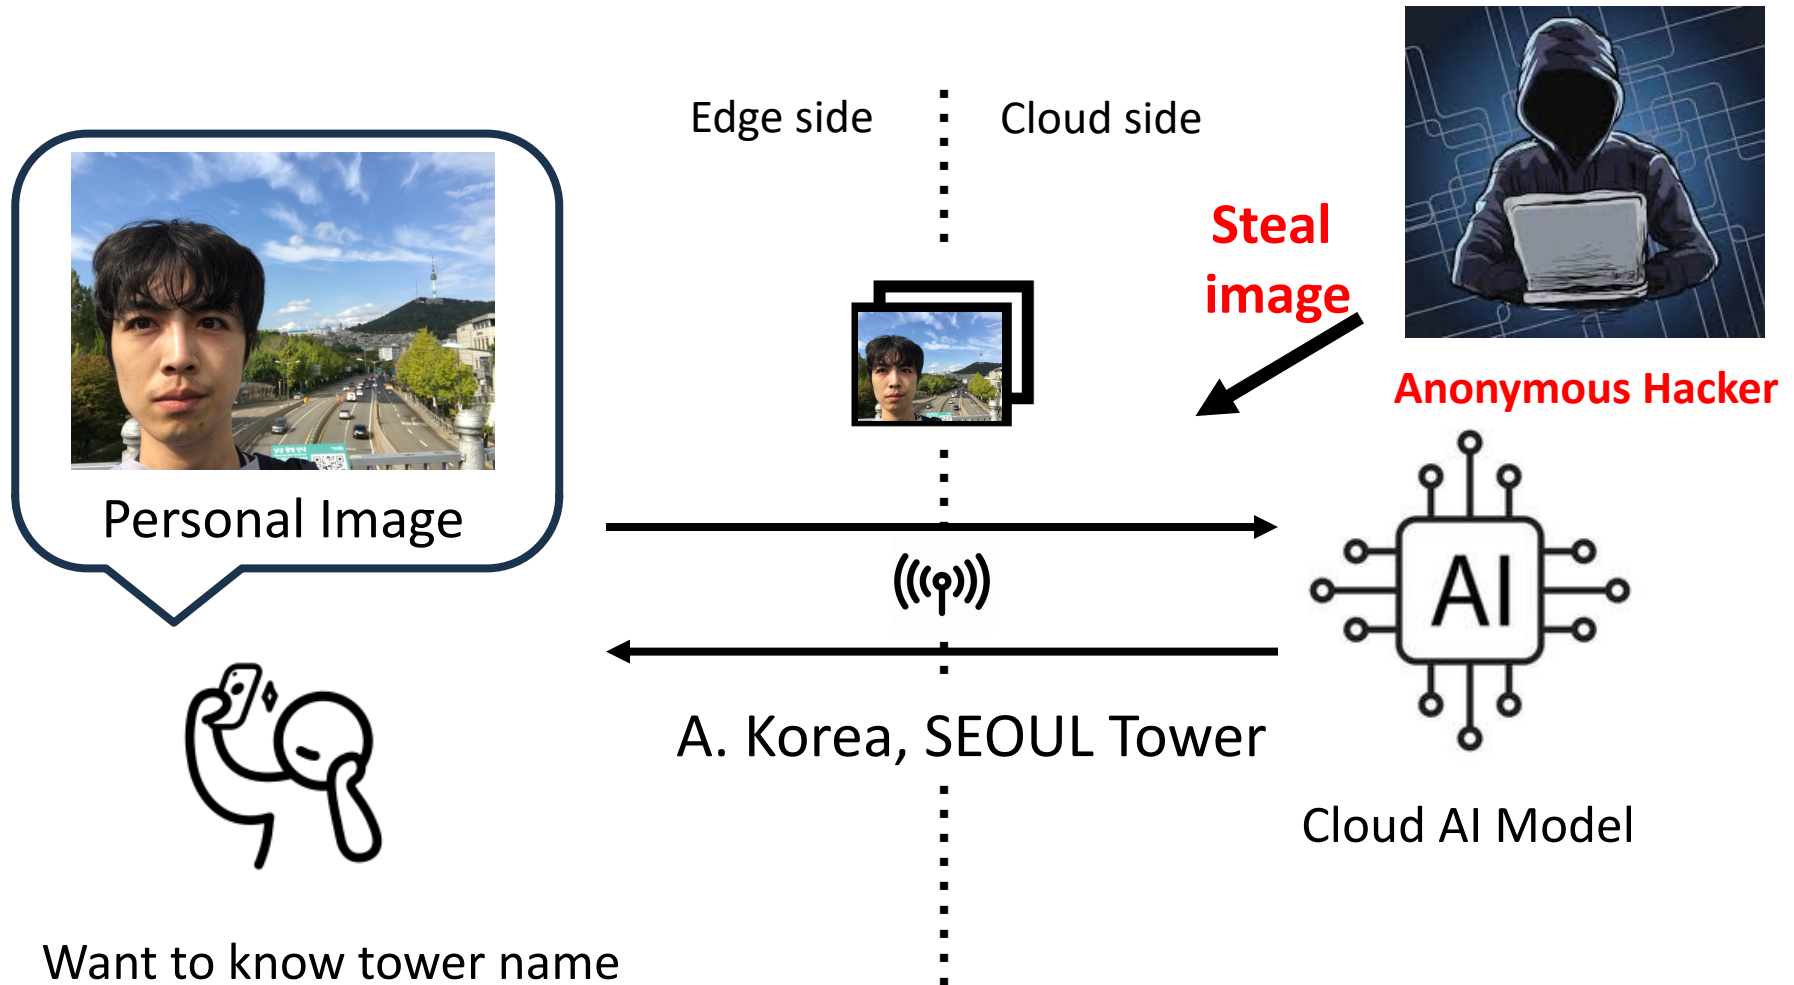 Edge side
Cloud side
Steal
image
Anonymous Hacker
Personal Image
AI
A. Korea, SEOUL Tower
Cloud AI Model
Want to know tower name